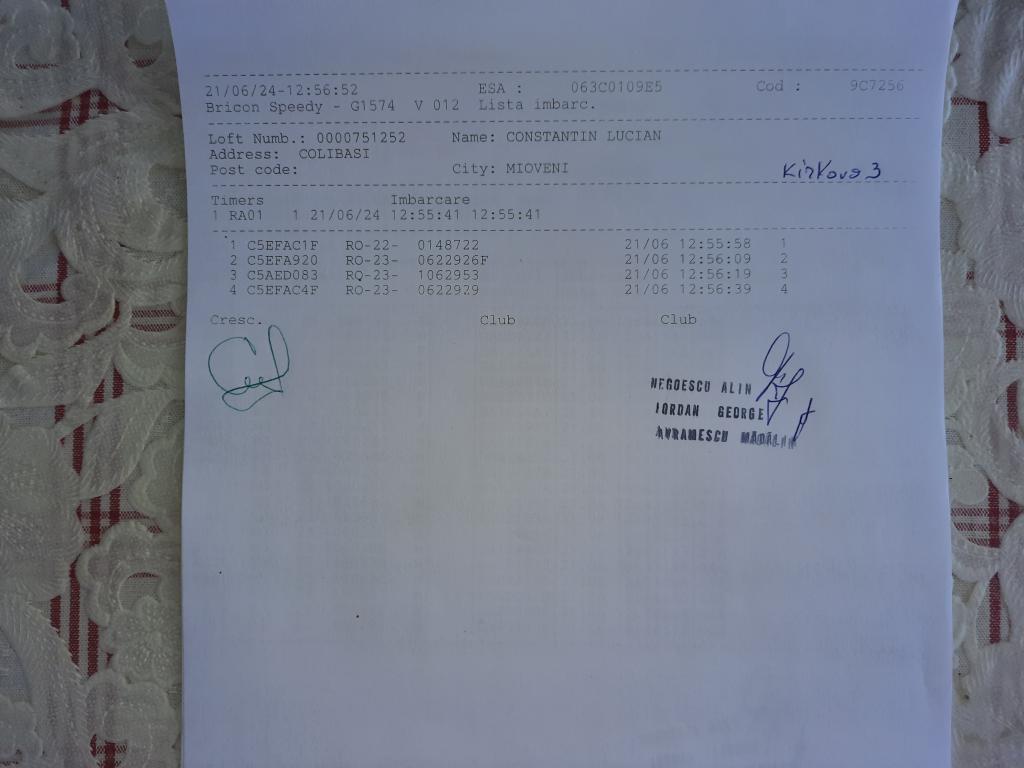 21/06/24-12:56:52 ESA : 063C0109E5 Cod : 9C7256
Bricon Speedy - G1574 V 012 Lista imbarc.
Loft Numb.: 0000751252 Name: CONSTANTIN LUCIAN
Address: COLIBASI
Post code: City: MIOVENI
Kirkovo 3
Timers Imbarcare
1 RA01 1 21/06/24 12:55:41 12:55:41
1 C5EFAC1F RO-22- 0148722 21/06 12:55:58 1
2 C5EFA920 RO-23- 0622926F 21/06 12:56:09 2
3 C5AED083 RO-23- 1062953 21/06 12:56:19 3
4 C5EFAC4F RO-23- 0622929 21/06 12:56:39 4
Cresc. Club Club
NEGOESCU ALIN
IORDAN GEORGE
AVRAMESCU MĂDĂLIN